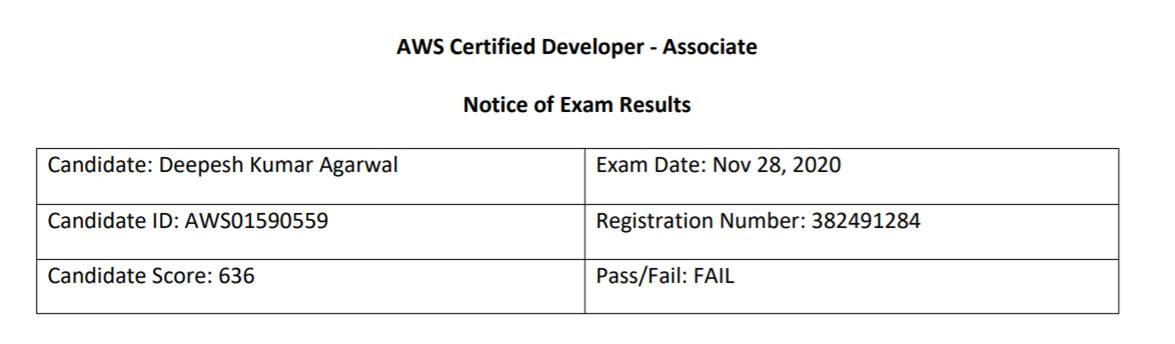 AWS Certified Developer - Associate
Notice of Exam Results
Candidate: Deepesh Kumar Agarwal
Exam Date: Nov 28, 2020
Candidate ID: AWS01590559
Registration Number: 382491284
Candidate Score: 636
Pass/Fail: FAIL